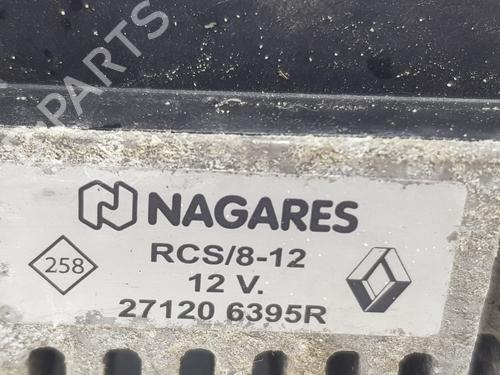 NAGARES
RCS/8-12
258
12 V.
27120 6395R
B-PARTS